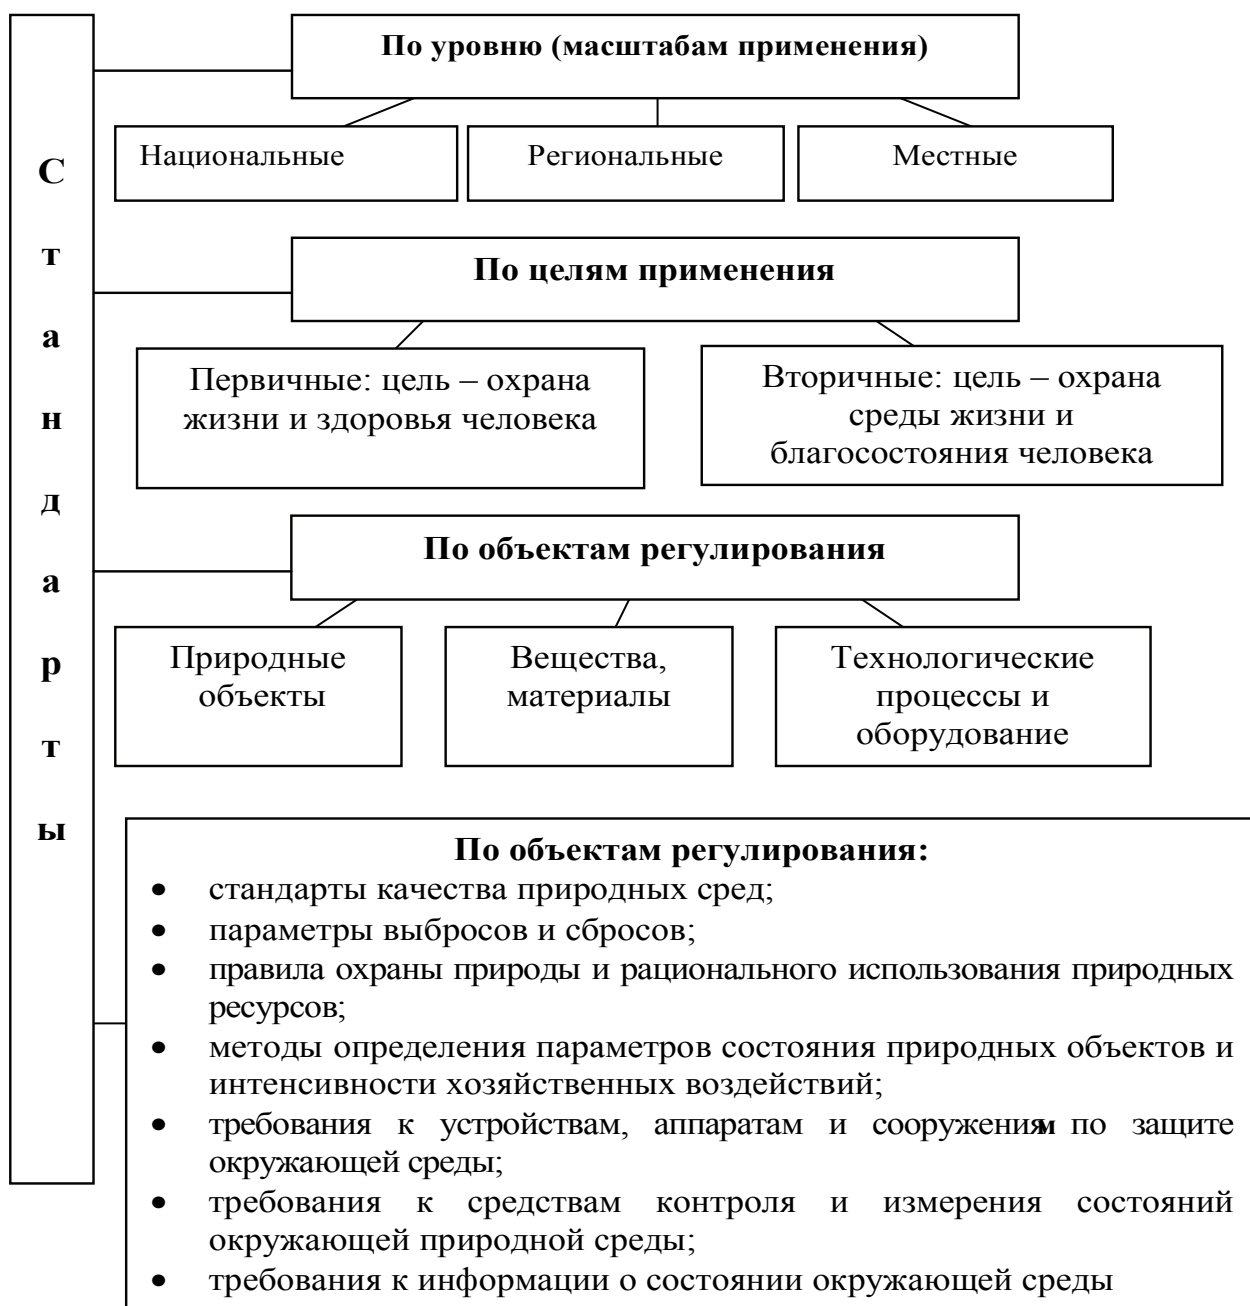 Стандарты
По уровню (масштабам применения)
Национальные
Региональные
Местные
По целям применения
Первичные: цель – охрана
жизни и здоровья человека
Вторичные: цель – охрана
среды жизни и
благосостояния человека
По объектам регулирования
Природные
объекты
Вещества,
материалы
Технологические
процессы и
оборудование
По объектам регулирования:
• стандарты качества природных сред;
• параметры выбросов и сбросов;
• правила охраны природы и рационального использования природных
ресурсов;
• методы определения параметров состояния природных объектов и
интенсивности хозяйственных воздействий;
• требования к устройствам, аппаратам и сооружениям по защите
окружающей среды;
• требования к средствам контроля и измерения состояний
окружающей природной среды;
• требования к информации о состоянии окружающей среды